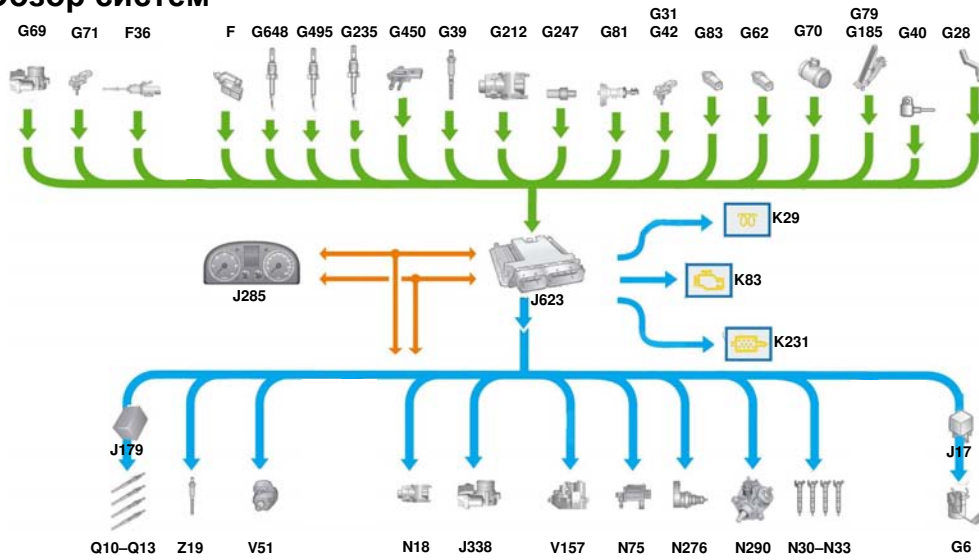 Обзор систем
G31 G79
G69 G71 F36 F G648 G495 G235 G450 G39 G212 G247 G81 G42 G83 G62 G70 G185 G40 G28
K29
J285 J623 K83
K231
J179 J17
Q10–Q13 Z19 V51 N18 J338 V157 N75 N276 N290 N30–N33 G6